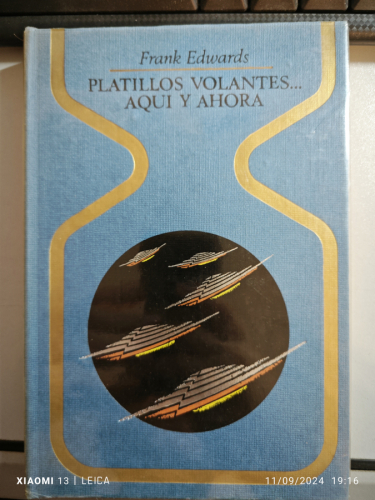 Frank Edwards
PLATILLOS VOLANTES...
AQUI Y AHORA
XIAOMI 13 | LEICA
11/09/2024 19:16